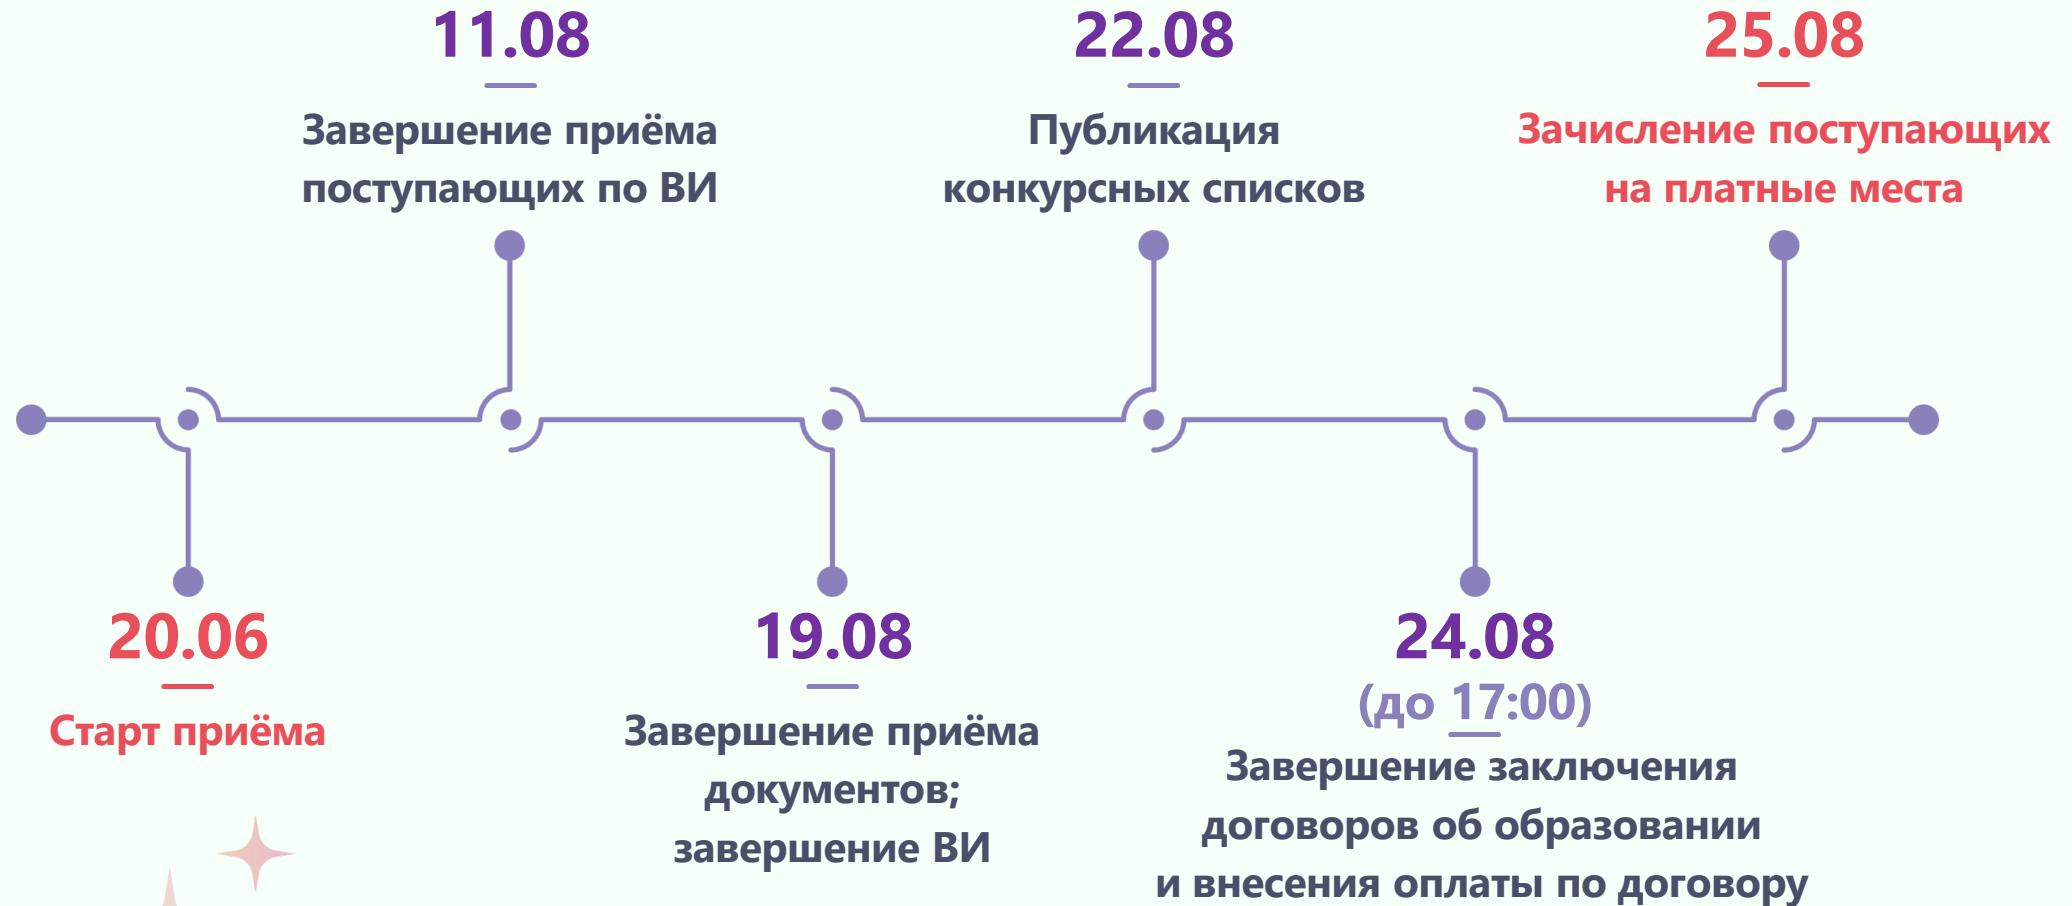 11.08
Завершение приёма
поступающих по ВИ
22.08
Публикация
конкурсных списков
25.08
Зачисление поступающих
на платные места
20.06
Старт приёма
19.08
Завершение приёма
документов;
завершение ВИ
24.08
(до 17:00)
Завершение заключения
договоров об образовании
и внесения оплаты по договору